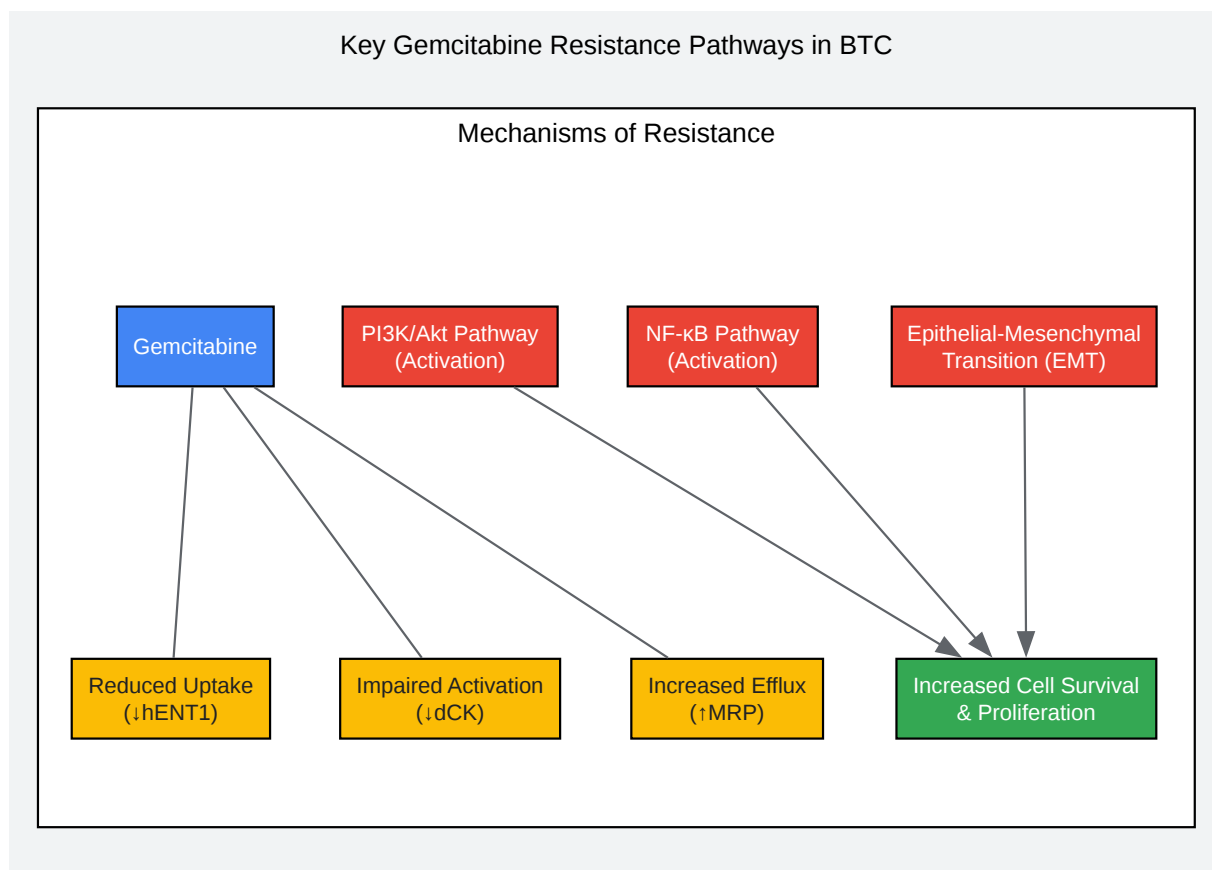 Key Gemcitabine Resistance Pathways in BTC
Mechanisms of Resistance
Gemcitabine
PI3K/Akt Pathway
(Activation)
NF-κB Pathway
(Activation)
Epithelial-Mesenchymal
Transition (EMT)
Reduced Uptake
(↓hENT1)
Impaired Activation
(↓dCK)
Increased Efflux
(↑MRP)
Increased Cell Survival
& Proliferation